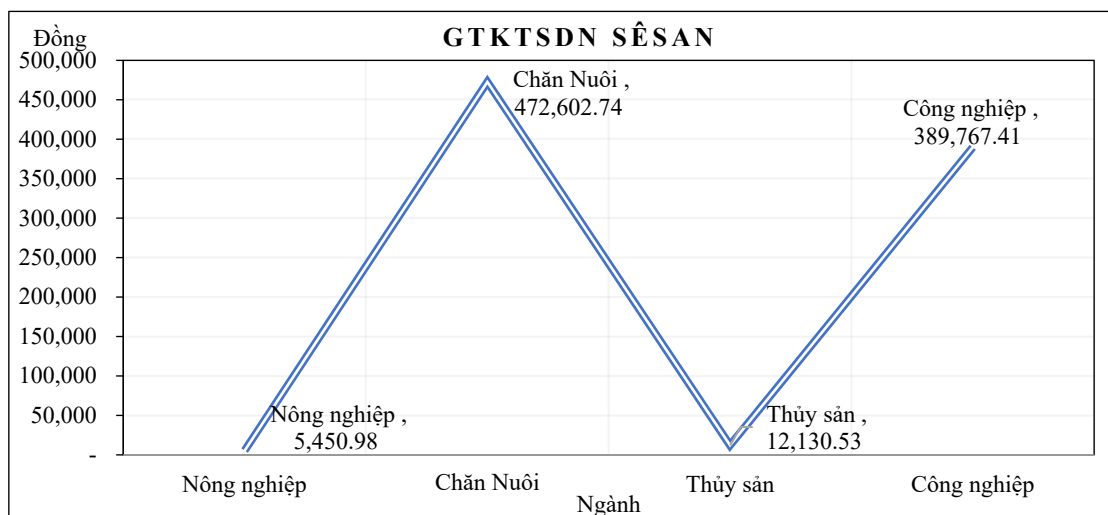 Đồng
GTKTSDN SÊSAN
500,000
450,000
400,000
350,000
300,000
250,000
200,000
150,000
100,000
50,000
-
Chăn Nuôi ,
472,602.74
Công nghiệp ,
389,767.41
Nông nghiệp ,
5,450.98
Thủy sản ,
12,130.53
Nông nghiệp
Chăn Nuôi
Thủy sản
Công nghiệp
Ngành